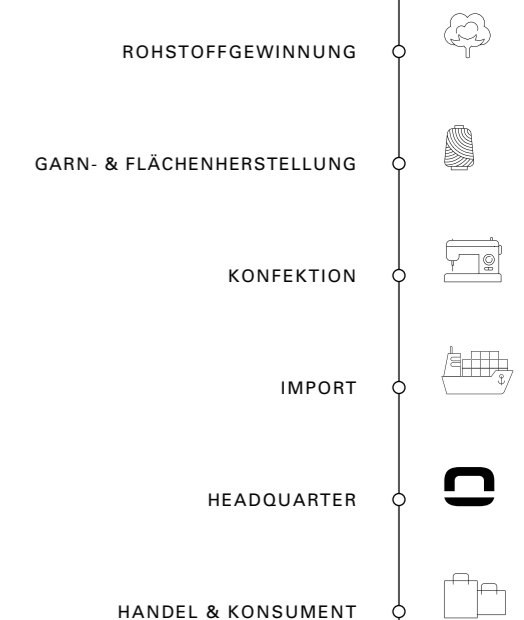 ROHSTOFFGEWINNUNG
GARN- & FLÄCHENHERSTELLUNG
KONFEKTION
IMPORT
HEADQUARTER
HANDEL & KONSUMENT